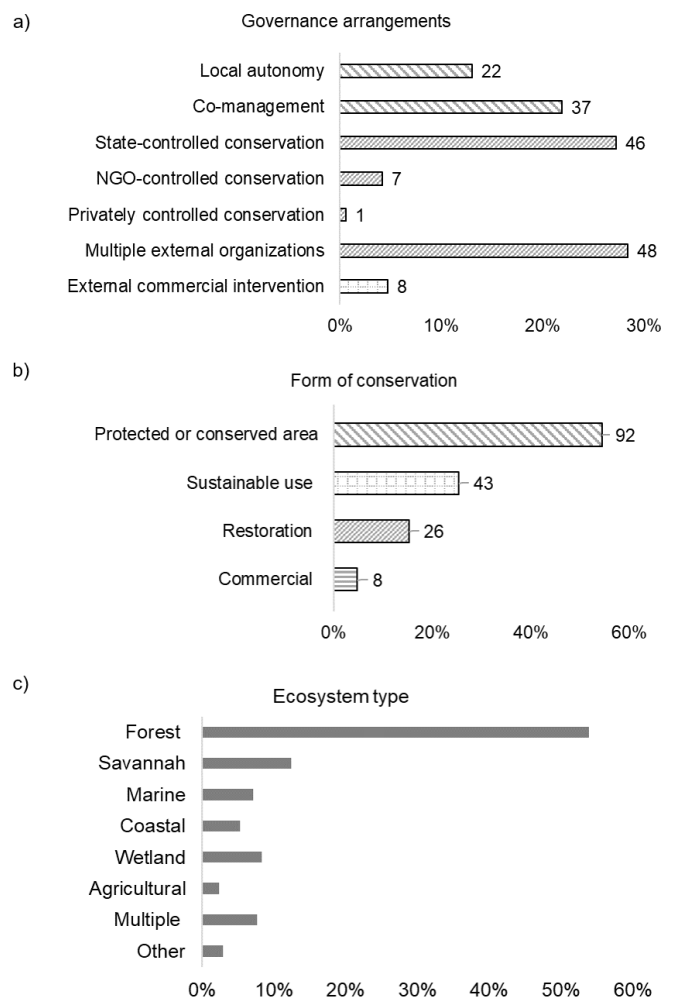 a)
Governance arrangements
Local autonomy 22
Co-management 37
State-controlled conservation 46
NGO-controlled conservation 7
Privately controlled conservation 1
Multiple external organizations 48
External commercial intervention 8
0% 10% 20% 30%
b)
Form of conservation
Protected or conserved area 92
Sustainable use 43
Restoration 26
Commercial 8
0% 20% 40% 60%
c)
Ecosystem type
Forest
Savannah
Marine
Coastal
Wetland
Agricultural
Multiple
Other
0% 10% 20% 30% 40% 50% 60%